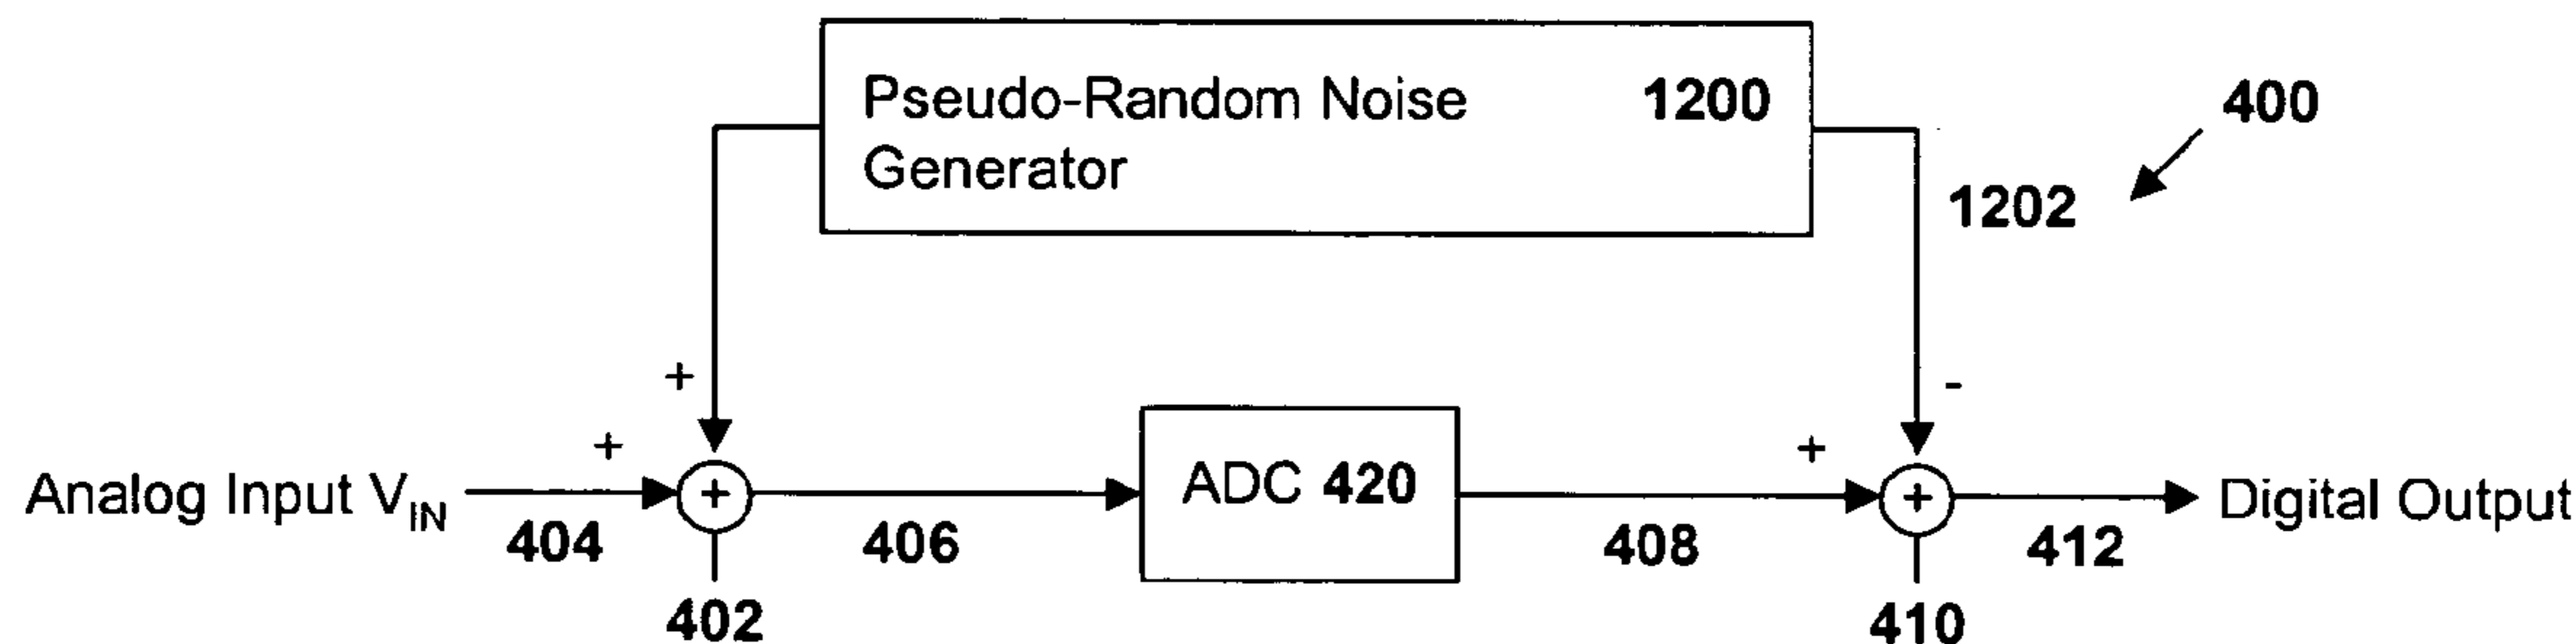 Pseudo-Random Noise 1200
Generator
400
1202
+
-
+
+
Analog Input VIN
+
ADC 420
+
Digital Output
404
406
408
412
402
410